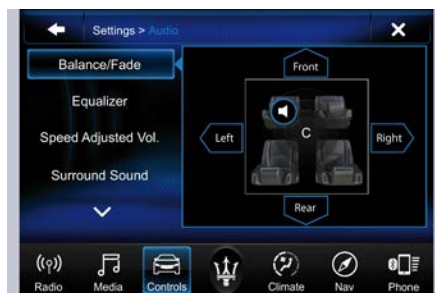 Settings > Audio
Balance/Fade
Equalizer
Speed Adjusted Vol.
Surround Sound
Front
Left
C
Right
Rear
Radio
Media
Controls
Climate
Nav
Phone